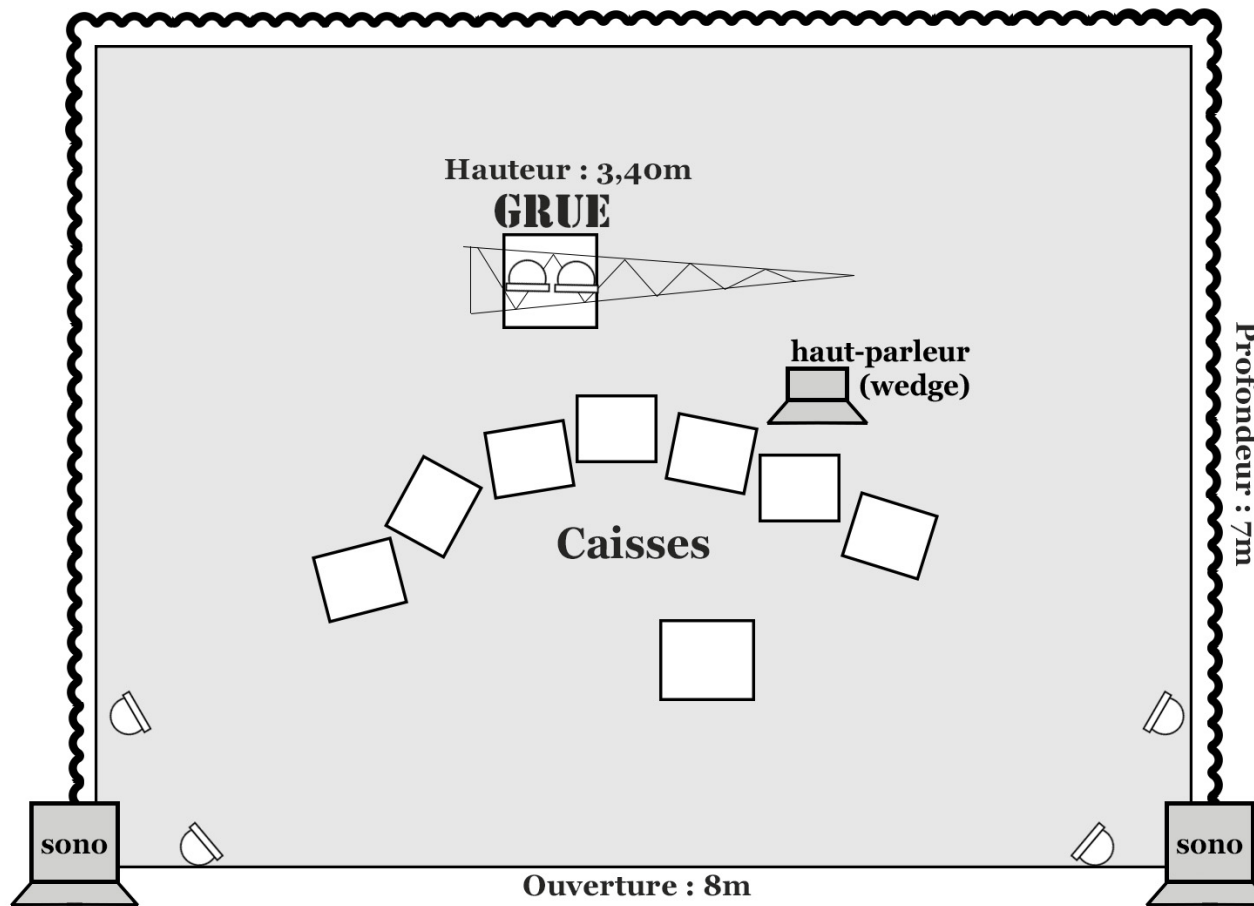 Hauteur : 3,40m
GRUE
haut-parleur
(wedge)
Profondeur : 7m
Caisses
sono
sono
Ouverture : 8m